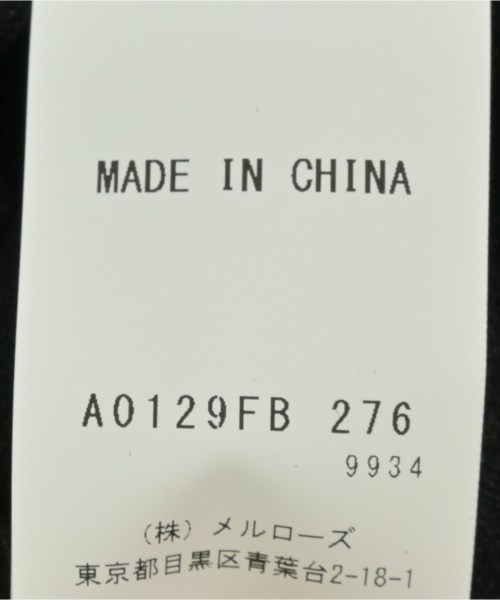 MADE IN CHINA
A0129FB 276
9934
(株) メルローズ
東京都目黒区青葉台2-18-1